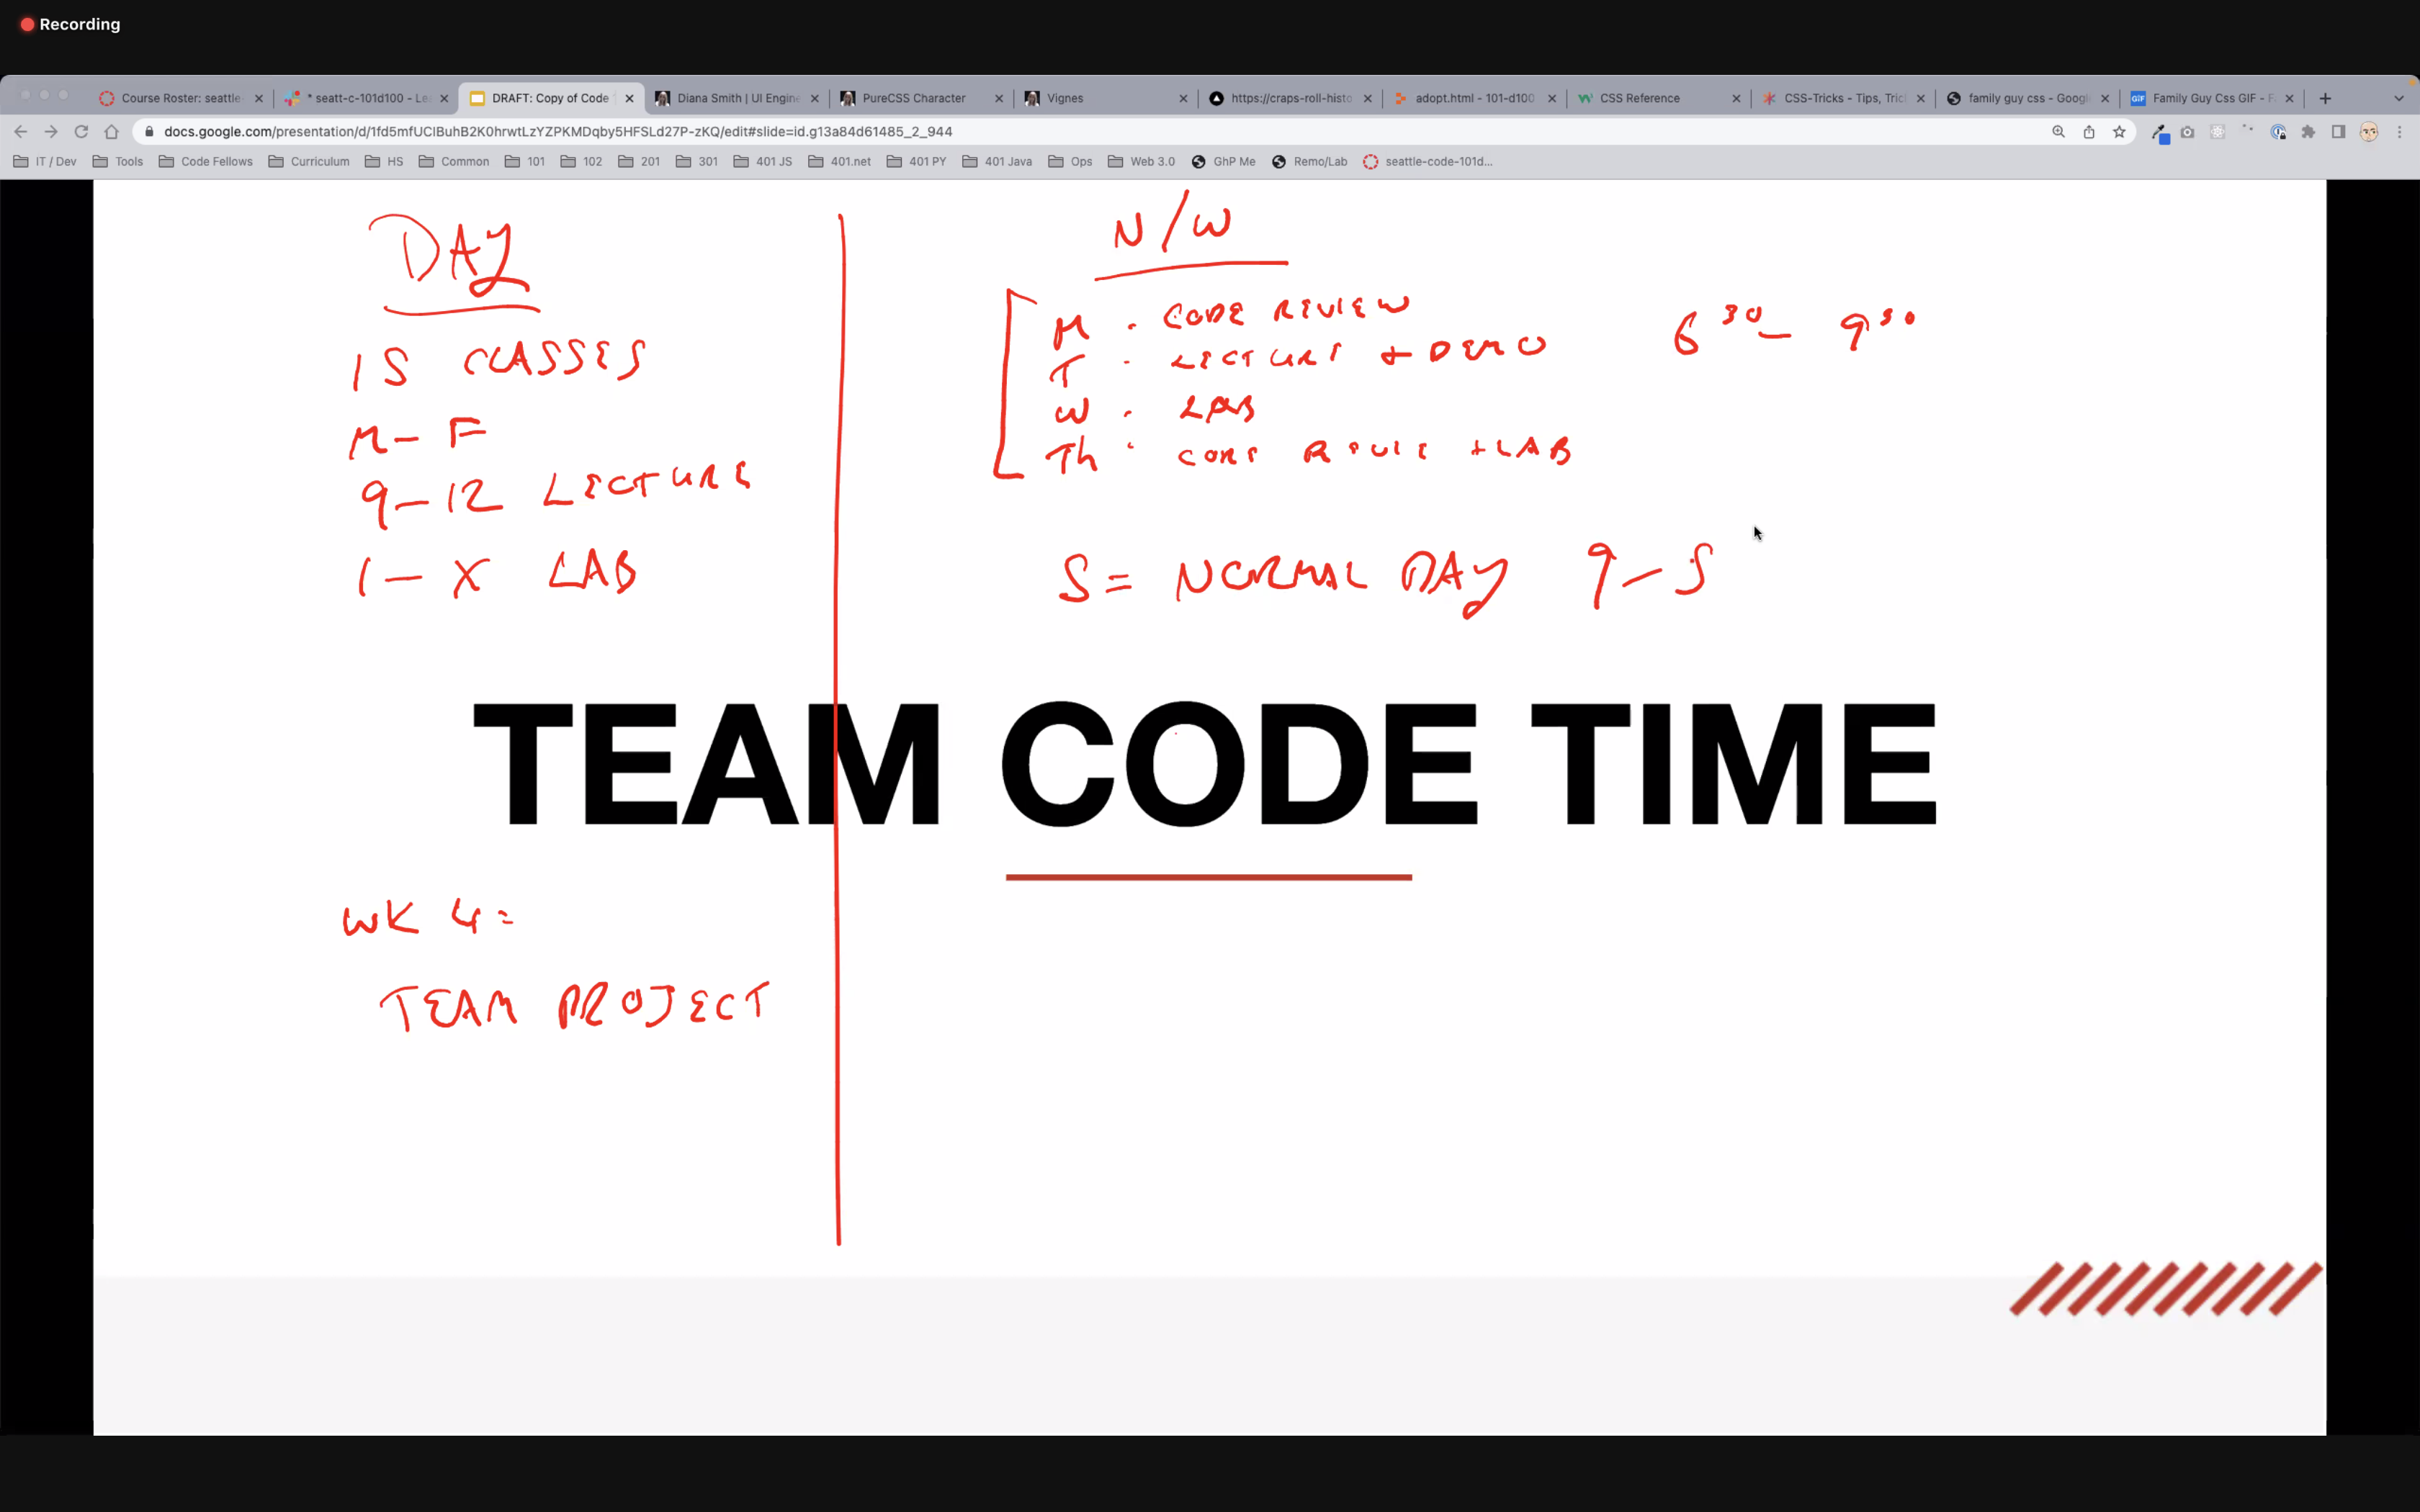 Recording
Course Roster: seattle
* seatt-c-101d100 - Le
DRAFT: Copy of Code
Diana Smith | UI Engine
PureCSS Character
Vignes
https://craps-roll-histo
adopt.html - 101-d100
CSS Reference
CSS-Tricks - Tips, Tric
family guy css - Googl
GIF
Family Guy Css GIF - F
docs.google.com/presentation/d/1fd5mfUClBuhB2K0hrwtLzYZPKMDqby5HFSLd27P-zKQ/edit#slide=id.g13a84d61485_2_944
IT / Dev
Tools
Code Fellows
Curriculum
HS
Common
101
102
201
301
401 JS
401.net
401 PY
401 Java
Ops
Web 3.0
GhP Me
Remo/Lab
seattle-code-101d...
DAY
15 CLASSES
M - F
9 - 12 LECTURE
1 - X LAB
N/W
M - CODE REVIEW
T - LECTURE + DEMO
W - LAB
Th - +LAB
6 30 - 9 30
S = NORMAL DAY 9 - 5
TEAM CODE TIME
WK 4 =
TEAM PROJECT